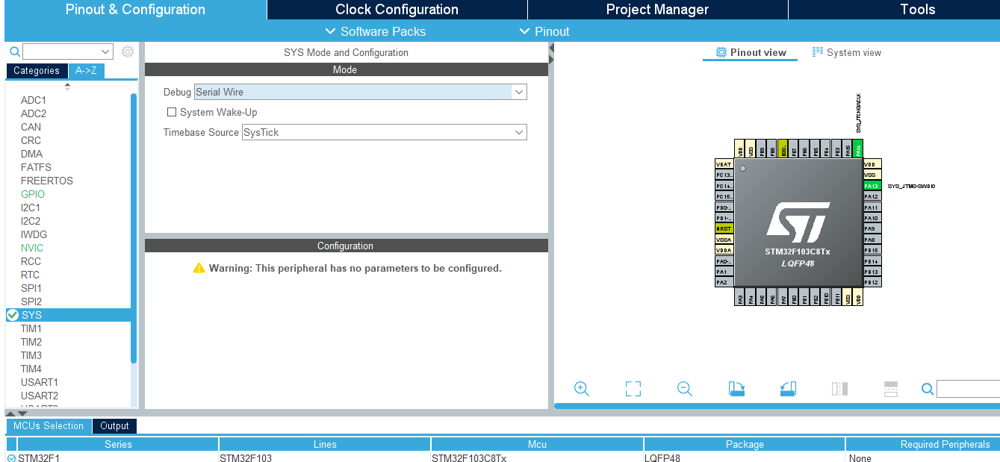 Pinout & Configuration
Clock Configuration
Project Manager
Tools
Software Packs
Pinout
Categories
A->Z
ADC1
ADC2
CAN
CRC
DMA
FATFS
FREERTOS
GPIO
I2C1
I2C2
IWDG
NVIC
RCC
RTC
SPI1
SPI2
SYS
TIM1
TIM2
TIM3
TIM4
USART1
USART2
SYS Mode and Configuration
Mode
Debug Serial Wire
System Wake-Up
Timebase Source SysTick
Configuration
Warning: This peripheral has no parameters to be configured.
Pinout view
System view
SYS_JTCK-SWCLK
VDD
VSS
PB9
PB8
PB7
PB6
PB5
PB4
PB3
PA15
PA14
VBAT
PC13..
PC14..
PC15..
PD0-..
PD1-..
NRST
VSSA
VDDA
PA0-..
PA1
PA2
VDD
VSS
PA13 SYS_JTMS-SWDIO
PA12
PA11
PA10
PA9
PA8
PB15
PB14
PB13
PB12
STM32F103C8Tx
LQFP48
PA3
PA4
PA5
PA6
PA7
PB0
PB1
PB2
PB10
PB11
VSS
VDD
MCUs Selection
Output
Series Lines Mcu Package Required Peripherals
STM32F1 STM32F103 STM32F103C8Tx LQFP48 None